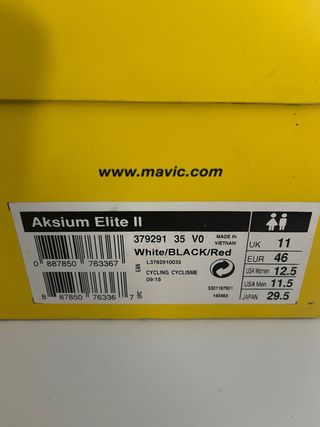 www.mavic.com
Aksium Elite II
379291 35 V0
MADE IN
VIETNAM
White/BLACK/Red
L3792910035
CYCLING CYCLISME
09/15
0 887850 763367
8 87850 76336 7
UK 11
EUR 46
USA Women 12.5
USA Men 11.5
JAPAN 29.5